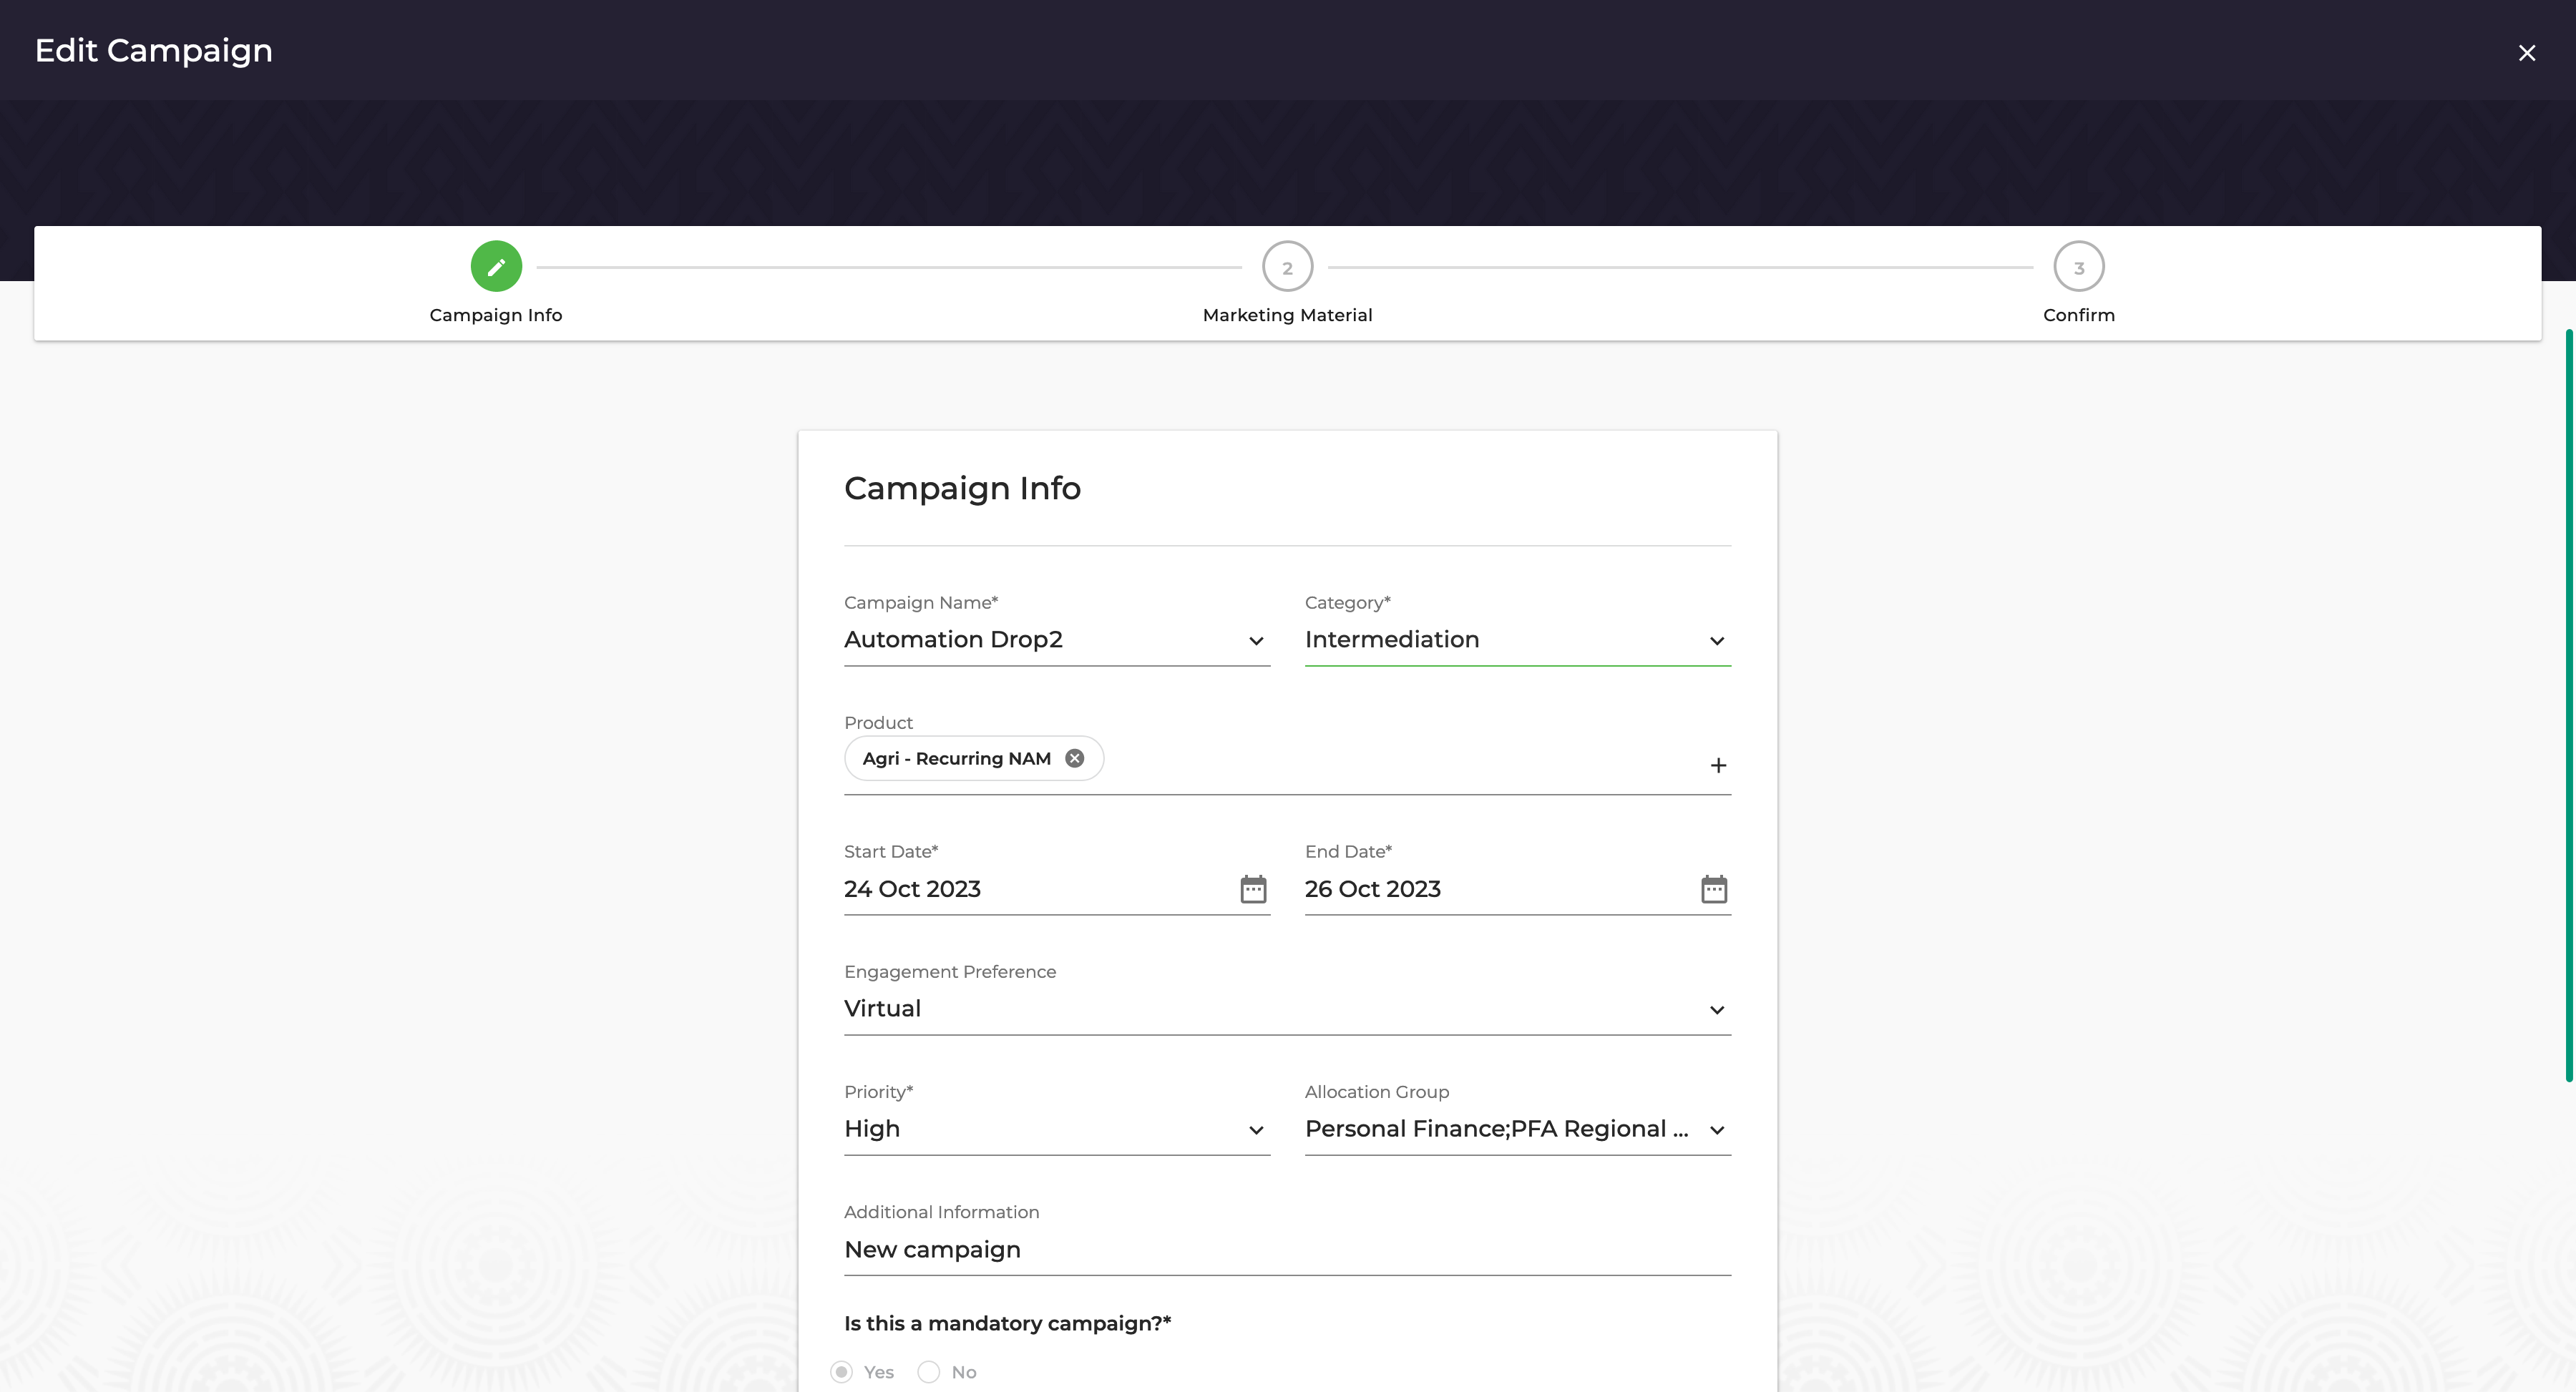 Edit Campaign
2
3
Campaign Info
Marketing Material
Confirm
Campaign Info
Campaign Name*
Category*
Automation Drop2
Intermediation
Product
Agri - Recurring NAM
Start Date*
End Date*
24 Oct 2023
26 Oct 2023
Engagement Preference
Virtual
Priority*
Allocation Group
High
Personal Finance;PFA Regional ...
Additional Information
New campaign
Is this a mandatory campaign?*
Yes
No